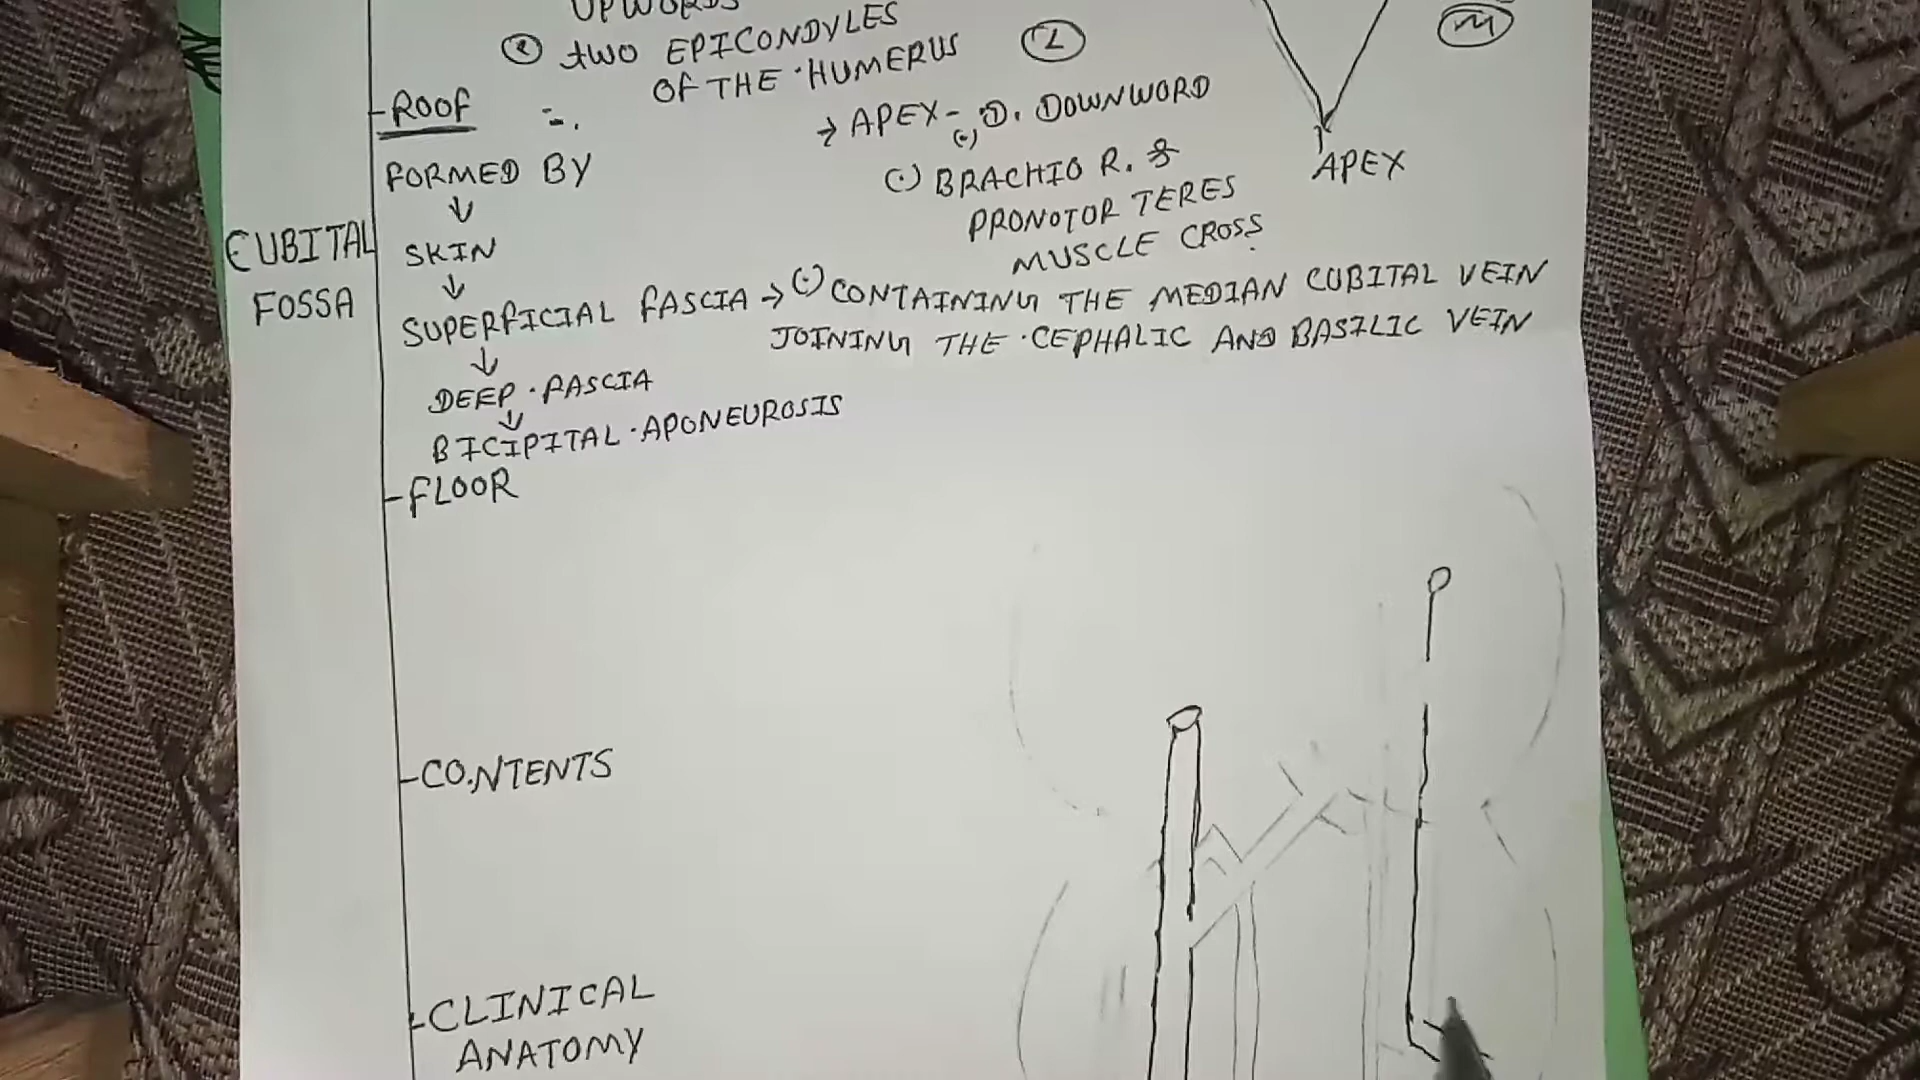 UPWORDS
② TWO EPICONDYLES
OF THE HUMERUS
L
M
ROOF :-
→ APEX - ①. DOWNWORD
FORMED BY
(•) BRACHIO R. &
PRONOTOR TERES
MUSCLE CROSS
APEX
↓
SKIN
↓
SUPERFICIAL FASCIA → (•) CONTAINING THE MEDIAN CUBITAL VEIN
JOINING THE CEPHALIC AND BASILIC VEIN
↓
DEEP FASCIA
↓
BICIPITAL APONEUROSIS
CUBITAL
FOSSA
- FLOOR
- CONTENTS
- CLINICAL
ANATOMY